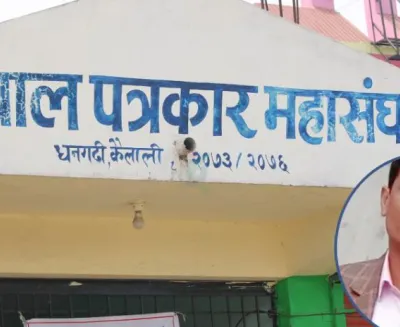 पत्रकार महासंघ
धनगढी, कैलाली, २०७३/२०७६